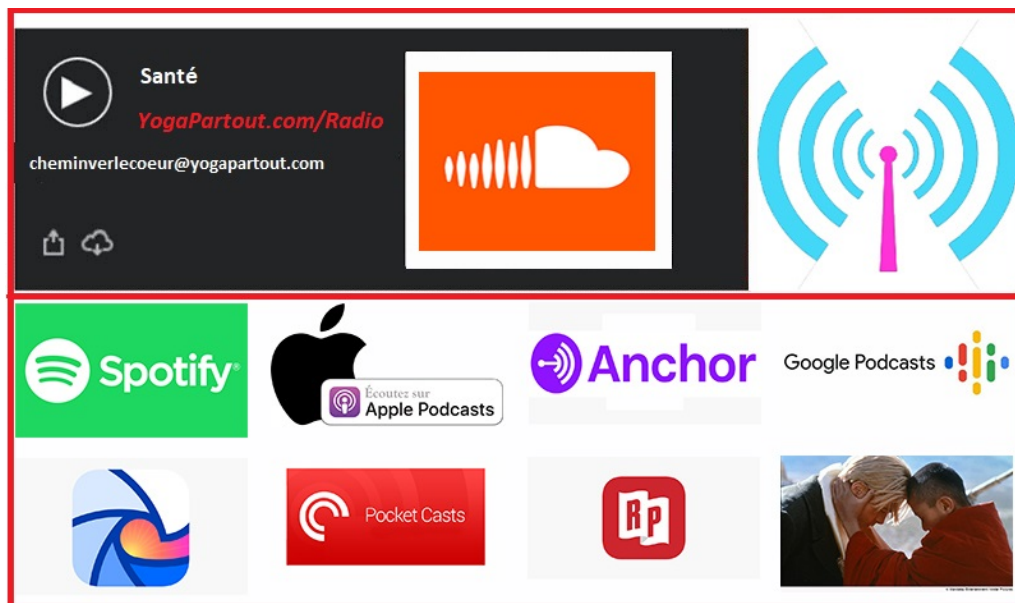 Santé
YogaPartout.com/Radio
cheminverlecoeur@yogapartout.com
Spotify®
Écoutez sur
Apple Podcasts
Anchor
Google Podcasts
Pocket Casts
RP